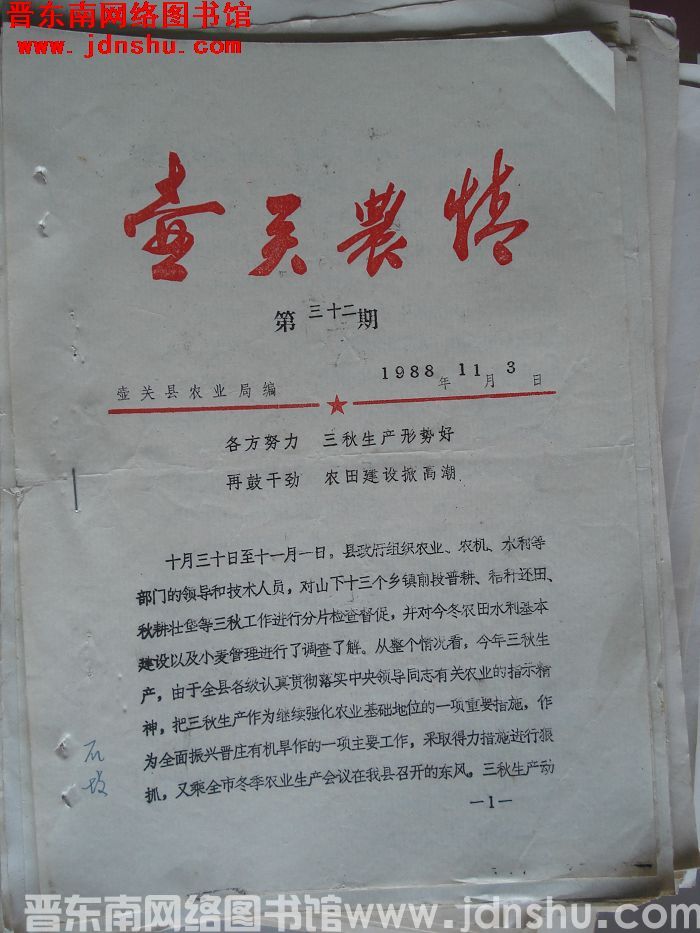 晋东南网络图书馆
www.jdnshu.com
壶关農情
第三十二期
壶关县农业局编 1988年11月3日
各方努力 三秋生产形势好
再鼓干劲 农田建设掀高潮
十月三十日至十一月一日,县政府组织农业、农机、水利等
部门的领导和技术人员,对山下十三个乡镇前段晋耕、秸秆还田、
秋耕壮垡等三秋工作进行分片检查督促,并对今冬农田水利基本
建设以及小麦管理进行了调查了解。从整个情况看,今年三秋生
产,由于全县各级认真贯彻落实中央领导同志有关农业的指示精
神,把三秋生产作为继续强化农业基础地位的一项重要措施,作
为全面振兴晋庄有机旱作的一项主要工作,采取得力措施进行狠
抓,又乘全市冬季农业生产会议在我县召开的东风。三秋生产动
—1—
晋东南网络图书馆www.jdnshu.com